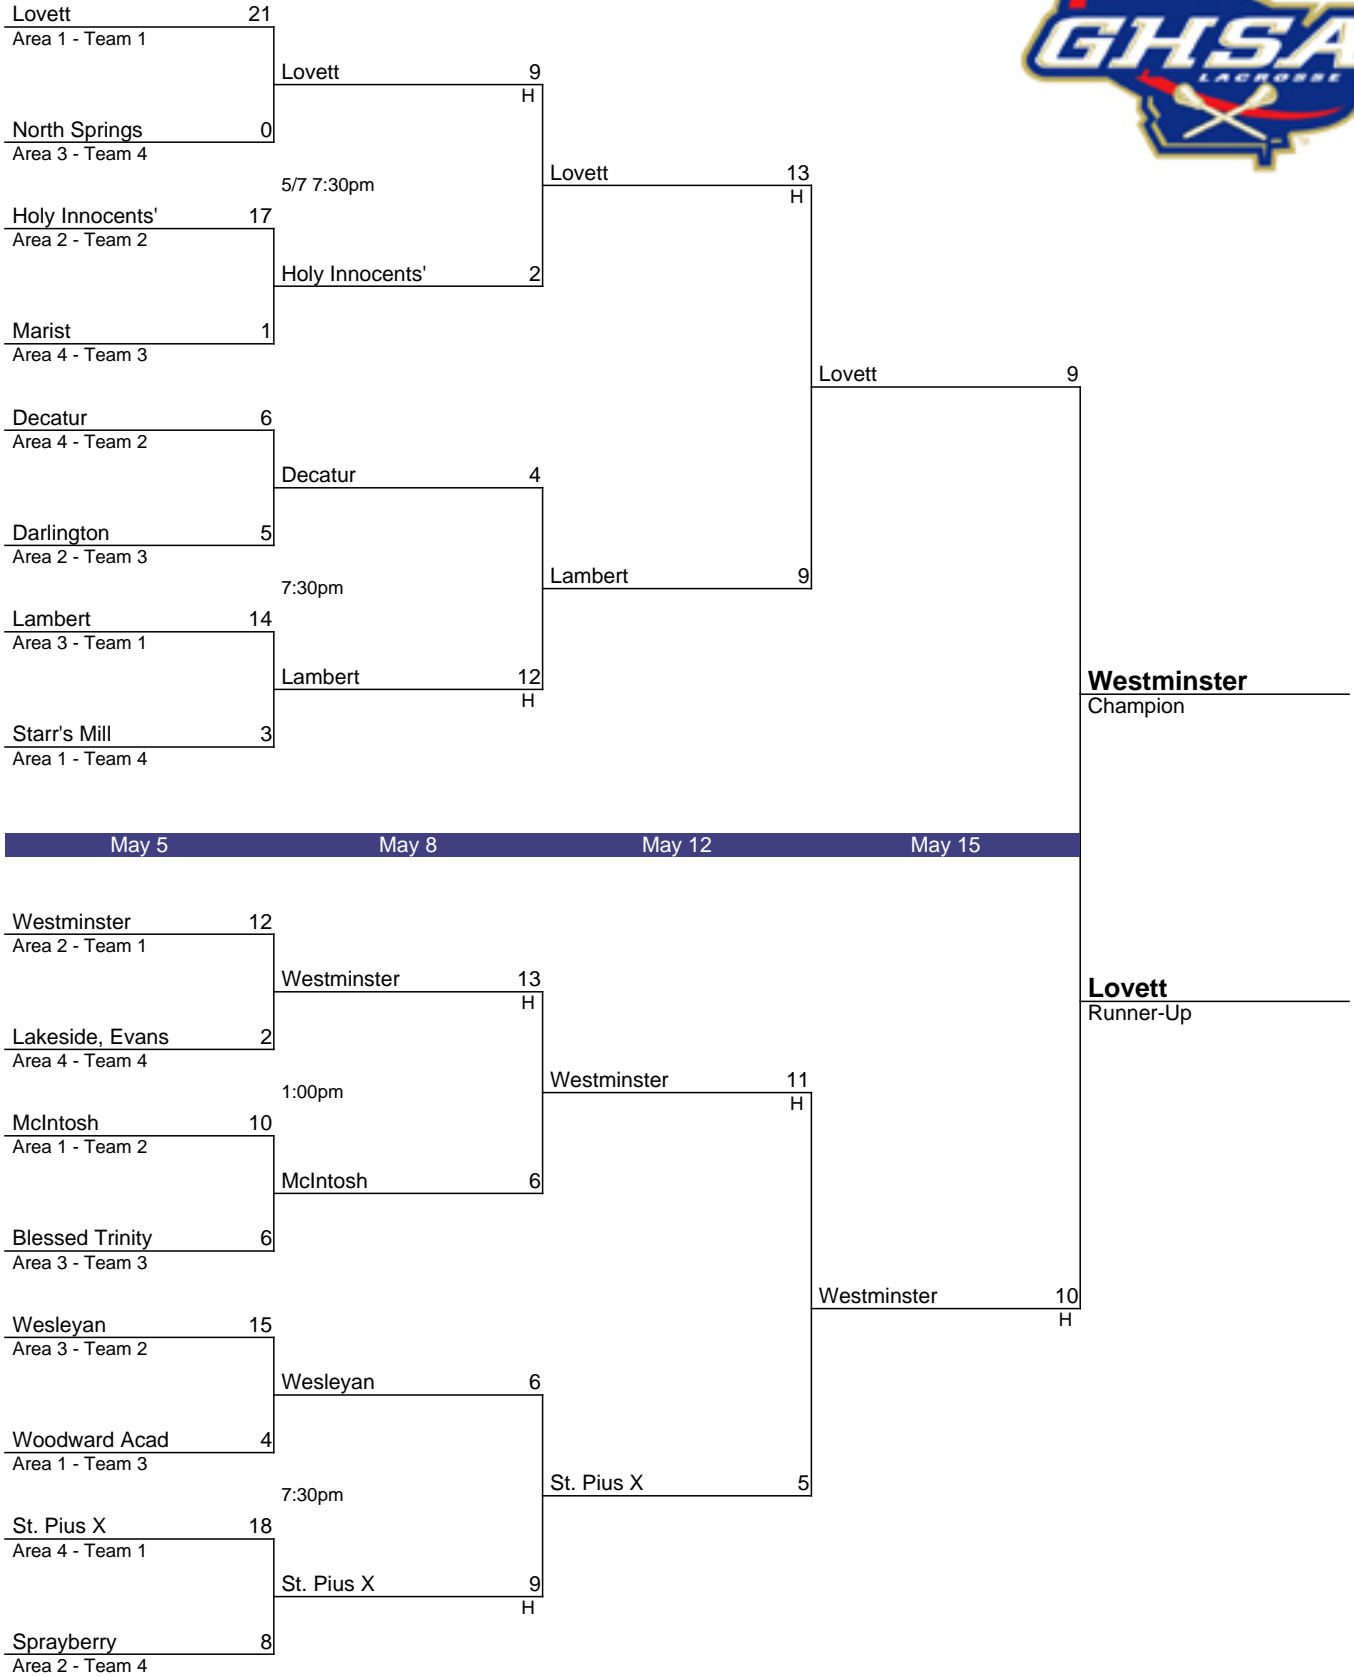 GHSA
LACROSSE
Lovett 21
Area 1 - Team 1
Lovett 9
H
North Springs 0
Area 3 - Team 4
5/7 7:30pm
Lovett 13
H
Holy Innocents' 17
Area 2 - Team 2
Holy Innocents' 2
Marist 1
Area 4 - Team 3
Lovett 9
Decatur 6
Area 4 - Team 2
Decatur 4
Darlington 5
Area 2 - Team 3
7:30pm
Lambert 9
Lambert 14
Area 3 - Team 1
Lambert 12
H
Westminster
Champion
Starr's Mill 3
Area 1 - Team 4
May 5 May 8 May 12 May 15
Westminster 12
Area 2 - Team 1
Westminster 13
H
Lovett
Runner-Up
Lakeside, Evans 2
Area 4 - Team 4
1:00pm
Westminster 11
H
McIntosh 10
Area 1 - Team 2
McIntosh 6
Blessed Trinity 6
Area 3 - Team 3
Westminster 10
H
Wesleyan 15
Area 3 - Team 2
Wesleyan 6
Woodward Acad 4
Area 1 - Team 3
7:30pm
St. Pius X 5
St. Pius X 18
Area 4 - Team 1
St. Pius X 9
H
Sprayberry 8
Area 2 - Team 4